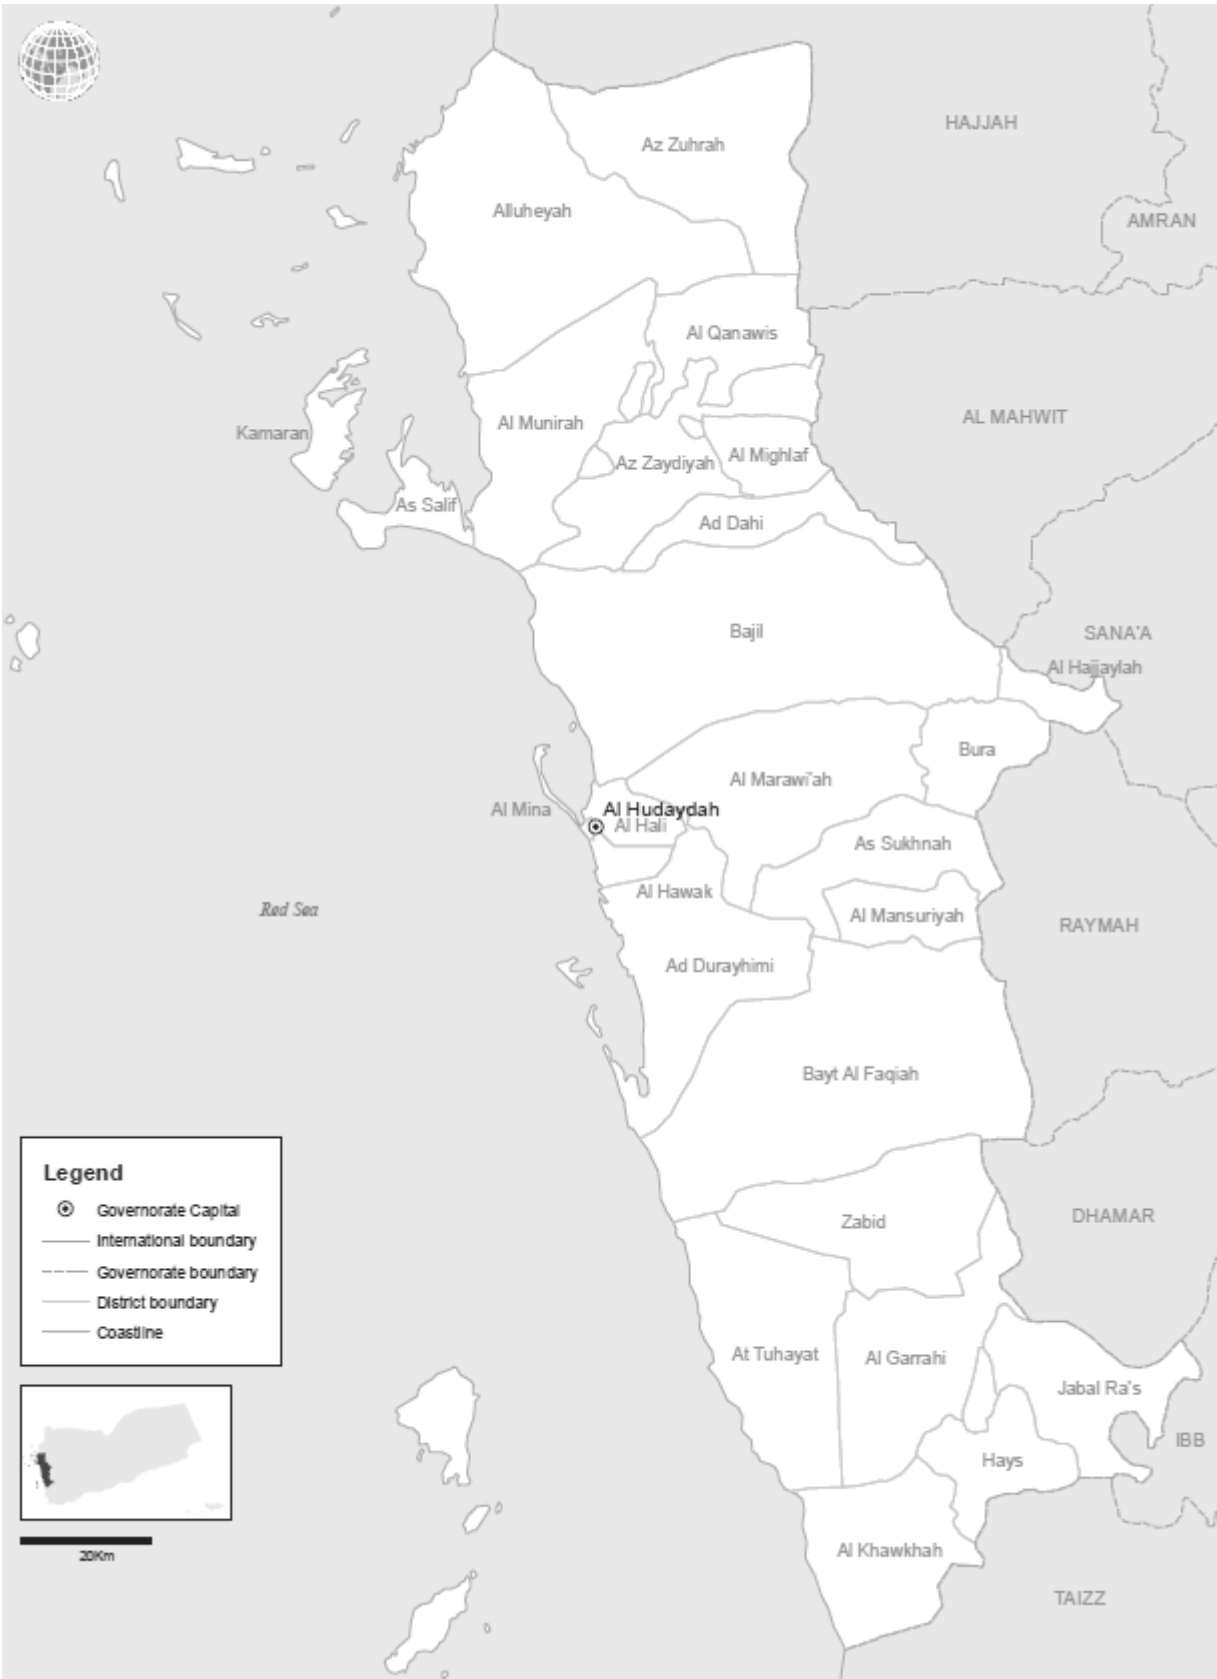 HAJJAH
Az Zuhrah
Alluheyah
AMRAN
Al Qanawis
AL MAHWIT
Al Munirah
Kamaran
Al Mighlaf
Az Zaydiyah
As Salif
Ad Dahi
Bajil
SANA'A
Al Hajjaylah
Bura
Al Marawi'ah
Al Mina
Al Hudaydah
Al Hali
As Sukhnah
Al Hawak
Red Sea
Al Mansuriyah
RAYMAH
Ad Durayhimi
Bayt Al Faqiah
Legend
Governorate Capital
International boundary
Governorate boundary
District boundary
Coastline
Zabid
DHAMAR
At Tuhayat
Al Garrahi
Jabal Ra's
IBB
Hays
20Km
Al Khawkhah
TAIZZ